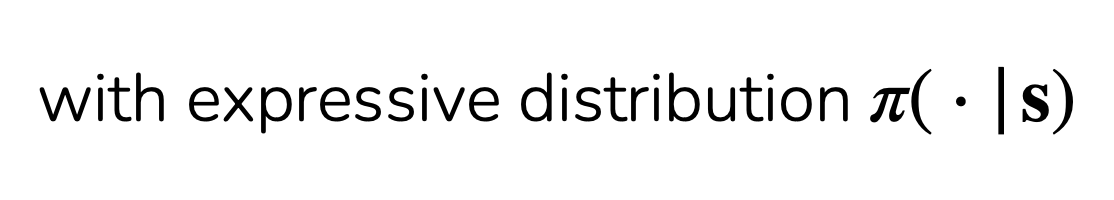 with expressive distribution π( · |s)